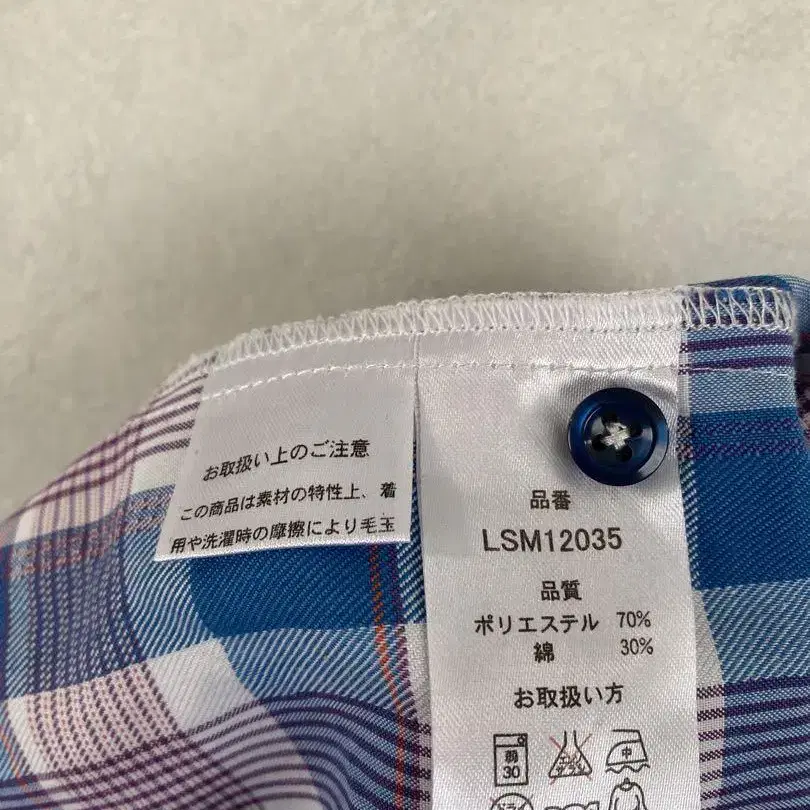 お取扱い上のご注意
この商品は素材の特性上、着
用や洗濯時の摩擦により毛玉
品番
LSM12035
品質
ポリエステル 70%
綿 30%
お取扱い方
弱
30
中